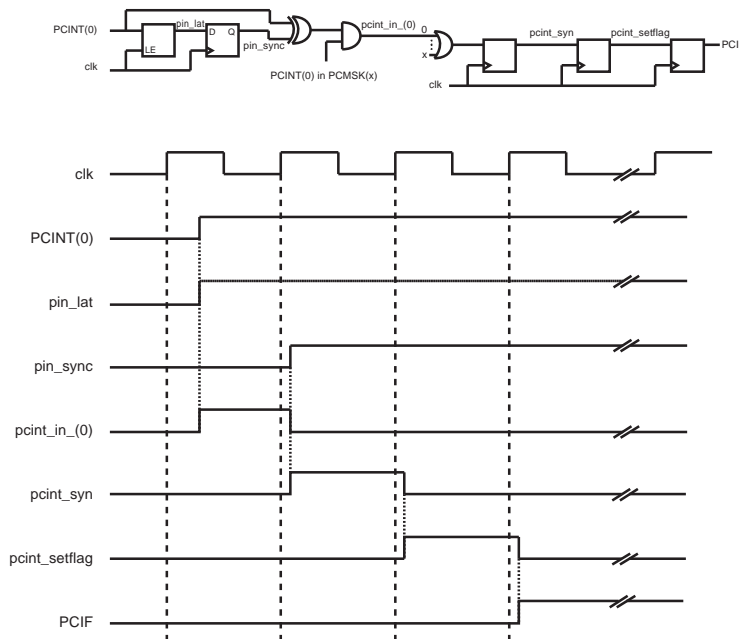 PCINT(0)
LE
pin_lat
D Q
pin_sync
clk
PCINT(0) in PCMSK(x)
pcint_in_(0)
0
x
clk
pcint_syn
pcint_setflag
PCI
clk
PCINT(0)
pin_lat
pin_sync
pcint_in_(0)
pcint_syn
pcint_setflag
PCIF